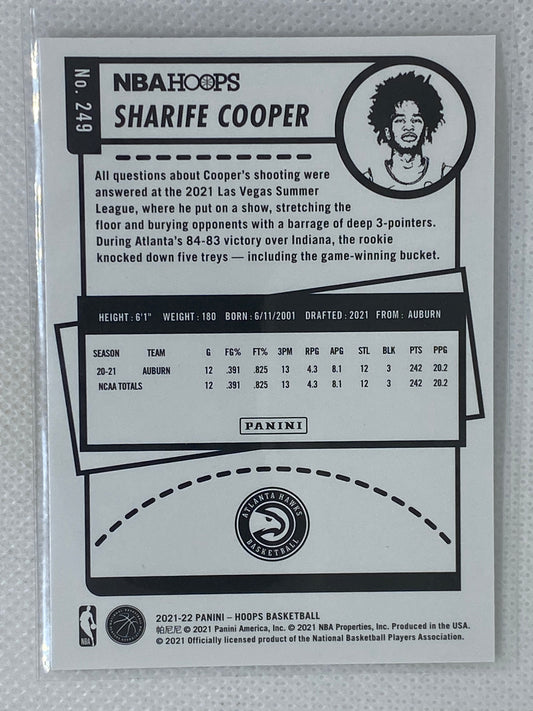 No. 249
NBA HOOPS
SHARIFE COOPER
All questions about Cooper's shooting were
answered at the 2021 Las Vegas Summer
League, where he put on a show, stretching the
floor and burying opponents with a barrage of deep 3-pointers.
During Atlanta's 84-83 victory over Indiana, the rookie
knocked down five treys — including the game-winning bucket.
HEIGHT: 6'1" WEIGHT: 180 BORN: 6/11/2001 DRAFTED: 2021 FROM: AUBURN
SEASON TEAM G FG% FT% 3PM RPG APG STL BLK PTS PPG
20-21 AUBURN 12 .391 .825 13 4.3 8.1 12 3 242 20.2
NCAA TOTALS 12 .391 .825 13 4.3 8.1 12 3 242 20.2
PANINI
ATLANTA HAWKS
BASKETBALL
2021-22 PANINI – HOOPS BASKETBALL
帕尼尼 © 2021 Panini America, Inc. © 2021 NBA Properties, Inc. Produced in the USA.
© 2021 Officially licensed product of the National Basketball Players Association.
NBA